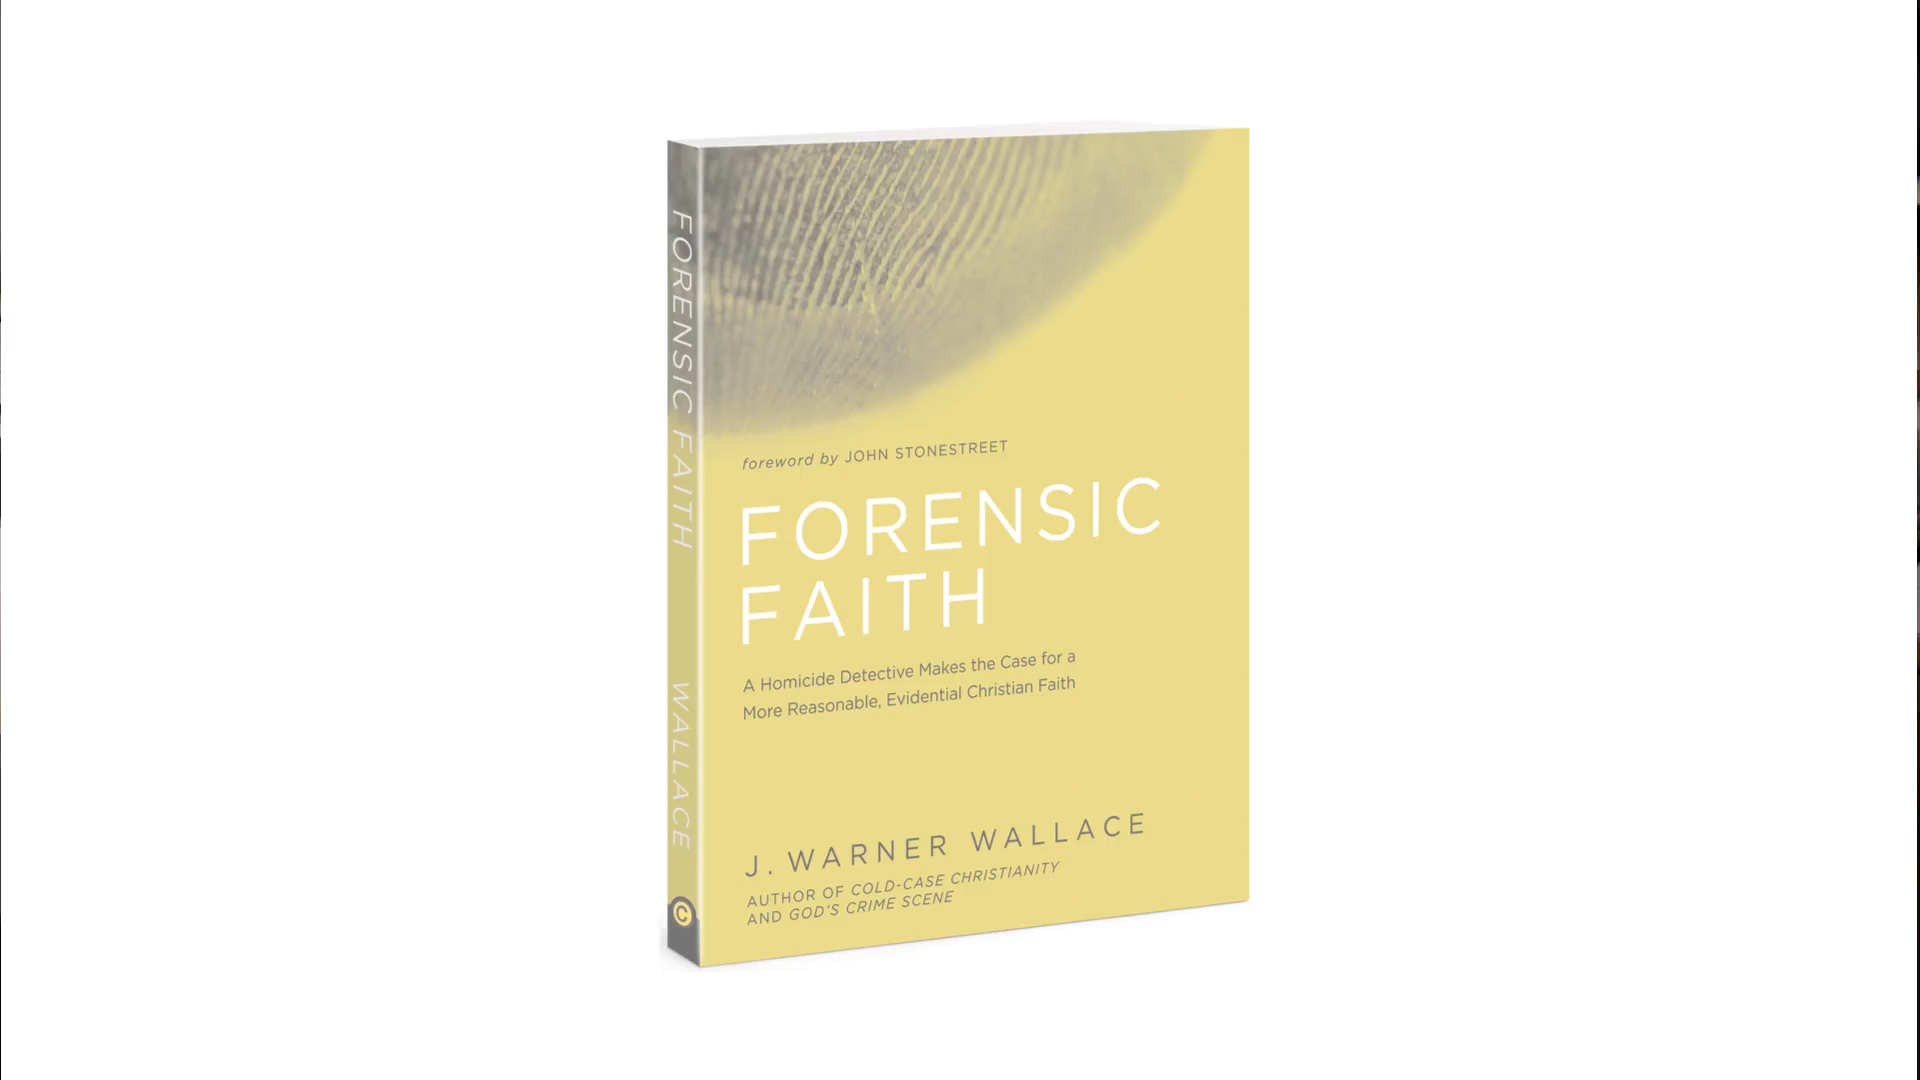 FORENSIC FAITH WALLACE
C
foreword by JOHN STONESTREET
FORENSIC
FAITH
A Homicide Detective Makes the Case for a
More Reasonable, Evidential Christian Faith
J. WARNER WALLACE
AUTHOR OF COLD-CASE CHRISTIANITY
AND GOD'S CRIME SCENE